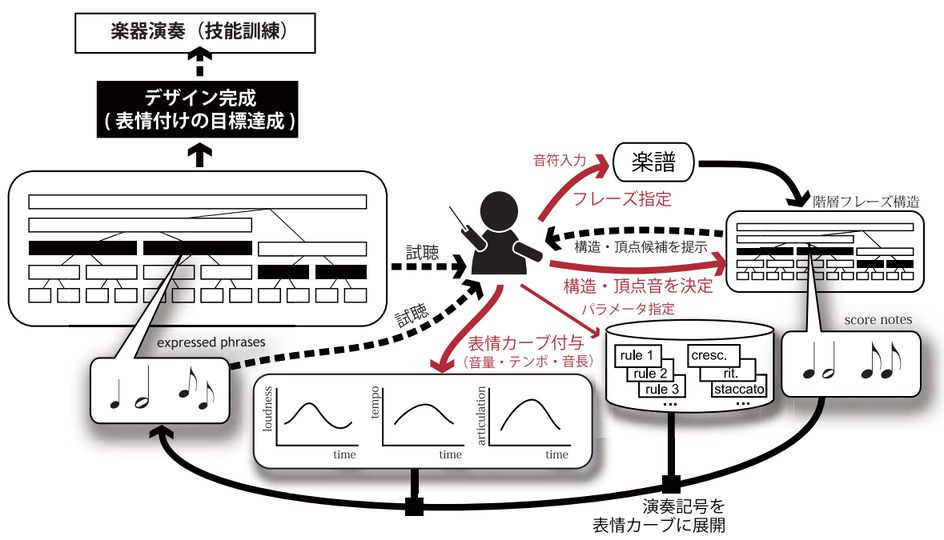 楽器演奏（技能訓練）
デザイン完成
( 表情付けの目標達成 )
音符入力
楽譜
フレーズ指定
階層フレーズ構造
試聴
構造・頂点候補を提示
構造・頂点音を決定
試聴
パラメータ指定
expressed phrases
表情カーブ付与
（音量・テンポ・音長）
score notes
rule 1
rule 2
rule 3
...
cresc.
rit.
staccato
...
loudness
time
tempo
time
articulation
time
演奏記号を
表情カーブに展開